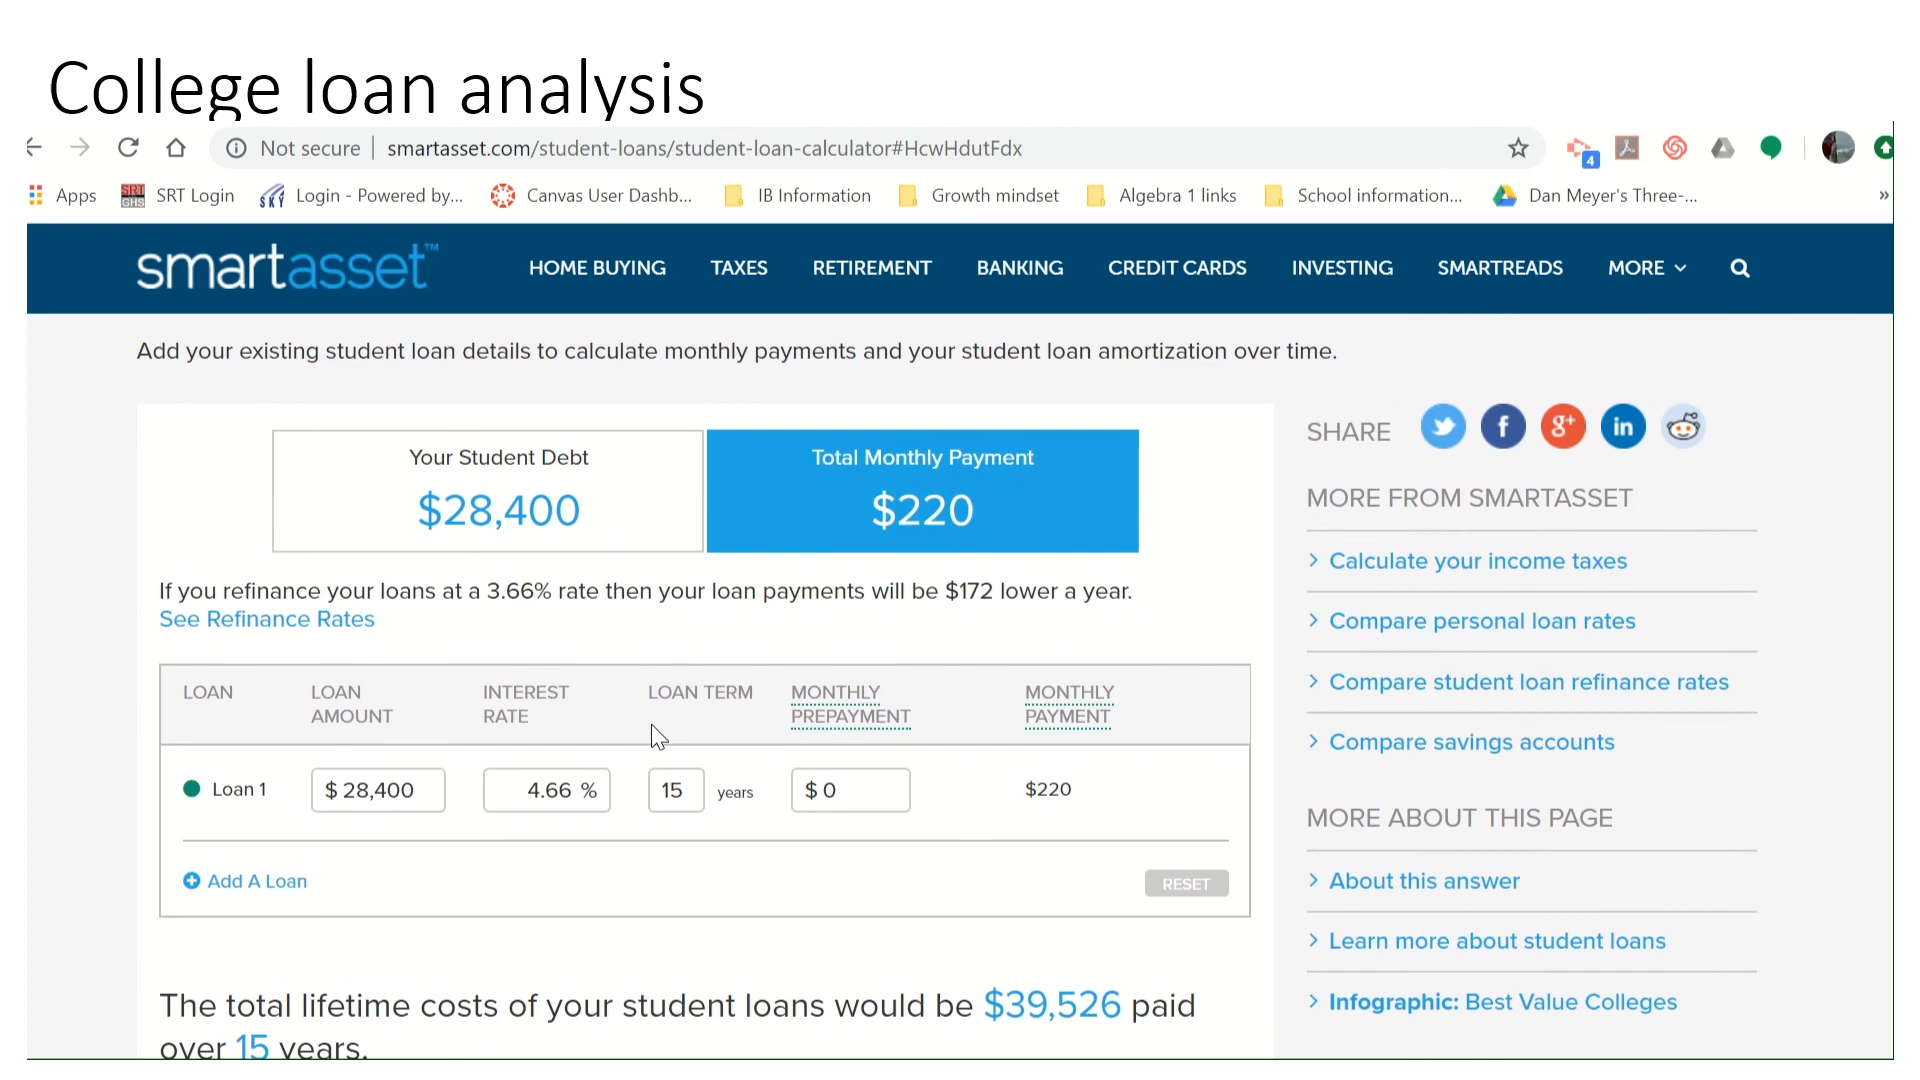 College loan analysis
Not secure | smartasset.com/student-loans/student-loan-calculator#HcwHdutFdx
4
Apps SRT Login Login - Powered by... Canvas User Dashb... IB Information Growth mindset Algebra 1 links School information... Dan Meyer's Three-... »
smartasset™ HOME BUYING TAXES RETIREMENT BANKING CREDIT CARDS INVESTING SMARTREADS MORE
Add your existing student loan details to calculate monthly payments and your student loan amortization over time.
Your Student Debt
$28,400
Total Monthly Payment
$220
If you refinance your loans at a 3.66% rate then your loan payments will be $172 lower a year.
See Refinance Rates
LOAN LOAN AMOUNT INTEREST RATE LOAN TERM MONTHLY PREPAYMENT MONTHLY PAYMENT
Loan 1 $ 28,400 4.66 % 15 years $ 0 $220
Add A Loan RESET
The total lifetime costs of your student loans would be $39,526 paid
over 15 years.
SHARE f g+ in
MORE FROM SMARTASSET
Calculate your income taxes
Compare personal loan rates
Compare student loan refinance rates
Compare savings accounts
MORE ABOUT THIS PAGE
About this answer
Learn more about student loans
Infographic: Best Value Colleges